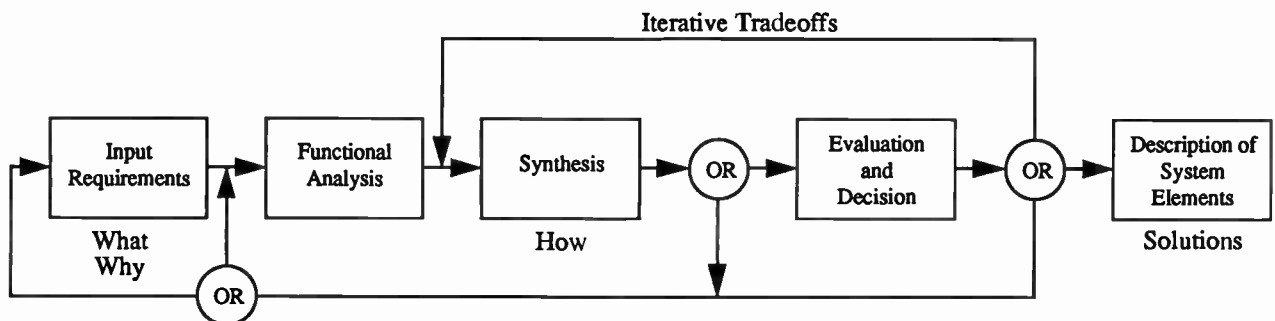 Iterative Tradeoffs
Input
Requirements
Functional
Analysis
Synthesis
OR
Evaluation
and
Decision
OR
Description of
System
Elements
What
Why
How
Solutions
OR